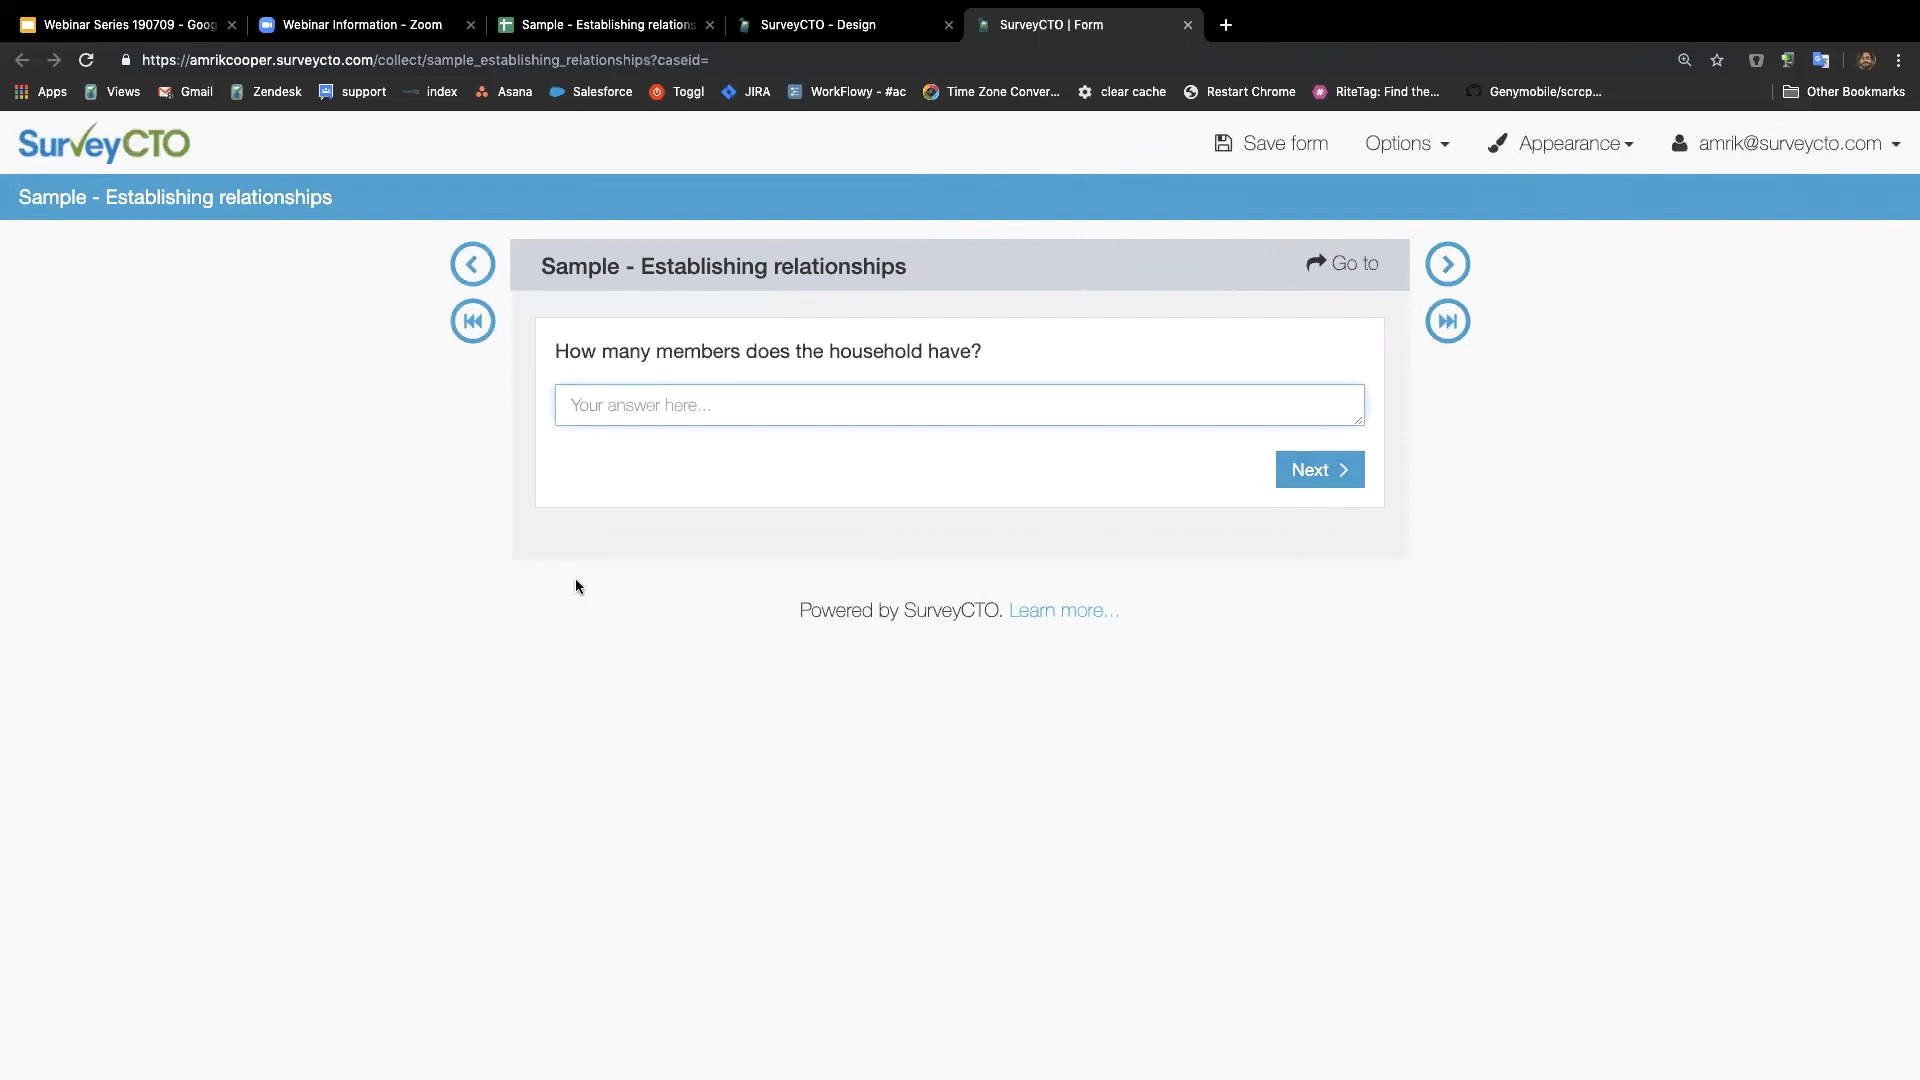 Webinar Series 190709 - Goog
Webinar Information - Zoom
Sample - Establishing relations
SurveyCTO - Design
SurveyCTO | Form
https://amrikcooper.surveycto.com/collect/sample_establishing_relationships?caseid=
Apps Views Gmail Zendesk support index Asana Salesforce Toggl JIRA WorkFlowy - #ac Time Zone Conver... clear cache Restart Chrome RiteTag: Find the... Genymobile/scrcp... Other Bookmarks
SurveyCTO Save form Options Appearance amrik@surveycto.com
Sample - Establishing relationships
Sample - Establishing relationships Go to
How many members does the household have?
Your answer here...
Next
Powered by SurveyCTO. Learn more...